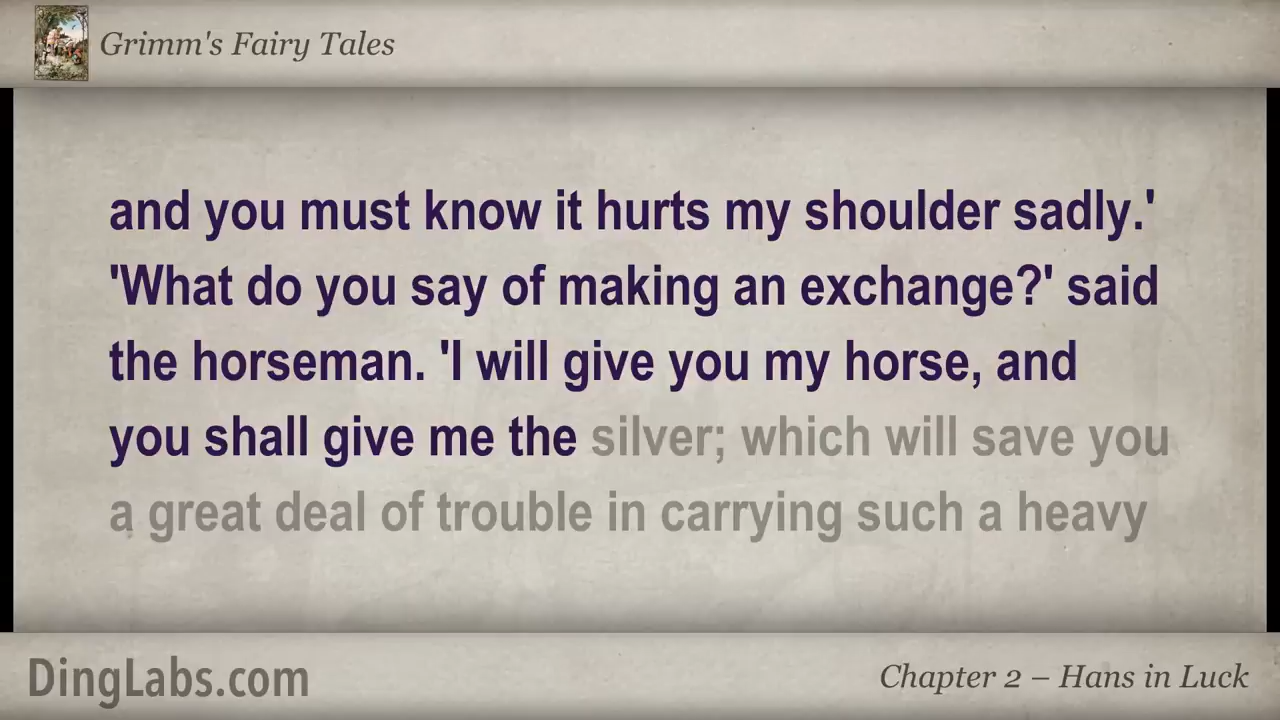 Grimm's Fairy Tales
and you must know it hurts my shoulder sadly.'
'What do you say of making an exchange?' said
the horseman. 'I will give you my horse, and
you shall give me the silver; which will save you
a great deal of trouble in carrying such a heavy
DingLabs.com
Chapter 2 – Hans in Luck